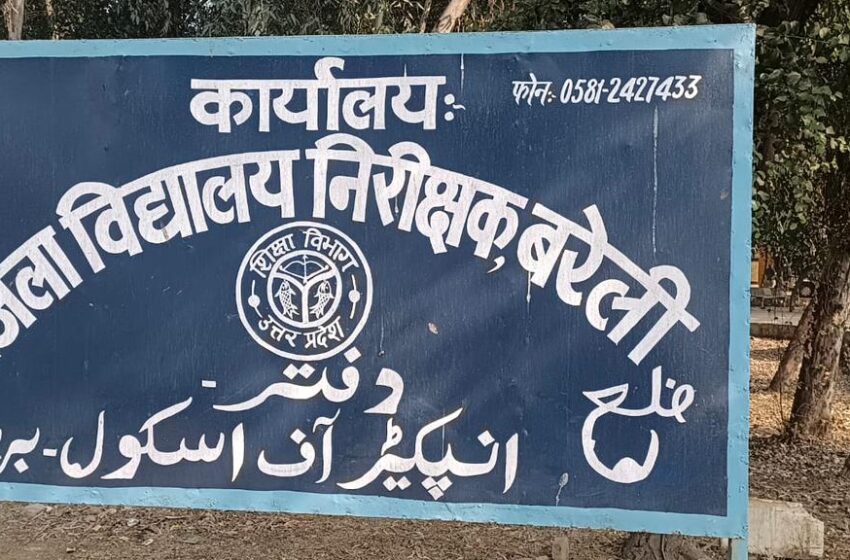 कार्यालयः
फोनः 0581-2427433
जिला विद्यालय निरीक्षक, बरेली
शिक्षा विभाग
उत्तर प्रदेश
دفتر - ضلع
انسپکٹر آف اسکول -